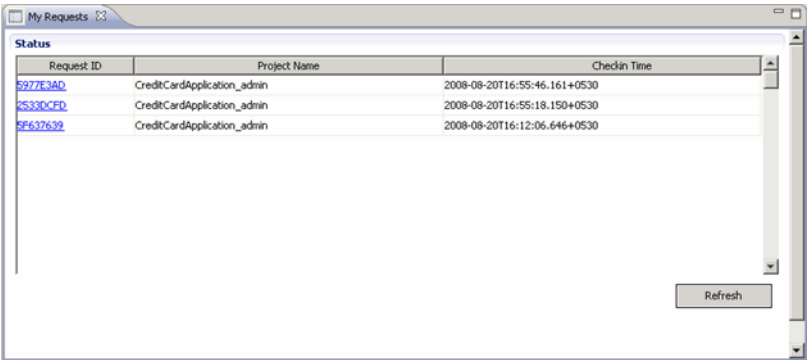 My Requests
Status
Request ID Project Name Checkin Time
5977E3AD CreditCardApplication_admin 2008-08-20T16:55:46.161+0530
2533DCFD CreditCardApplication_admin 2008-08-20T16:55:18.150+0530
5F637639 CreditCardApplication_admin 2008-08-20T16:12:06.646+0530
Refresh